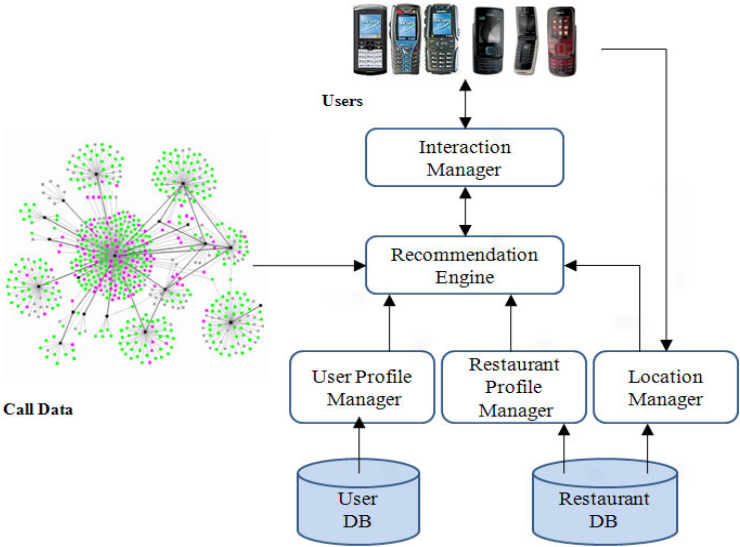 Users
Interaction
Manager
Recommendation
Engine
User Profile
Manager
Restaurant
Profile
Manager
Location
Manager
Call Data
User
DB
Restaurant
DB